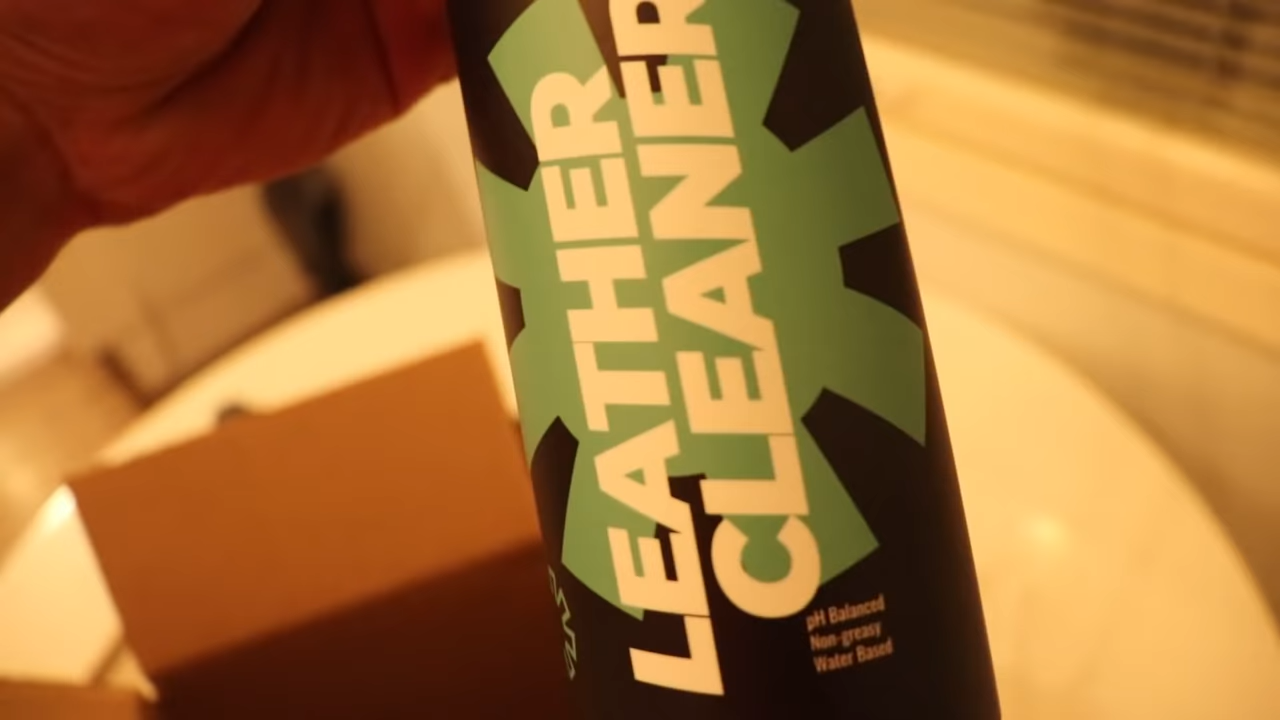 LEATHER
CLEANER
pH Balanced
Non-greasy
Water Based